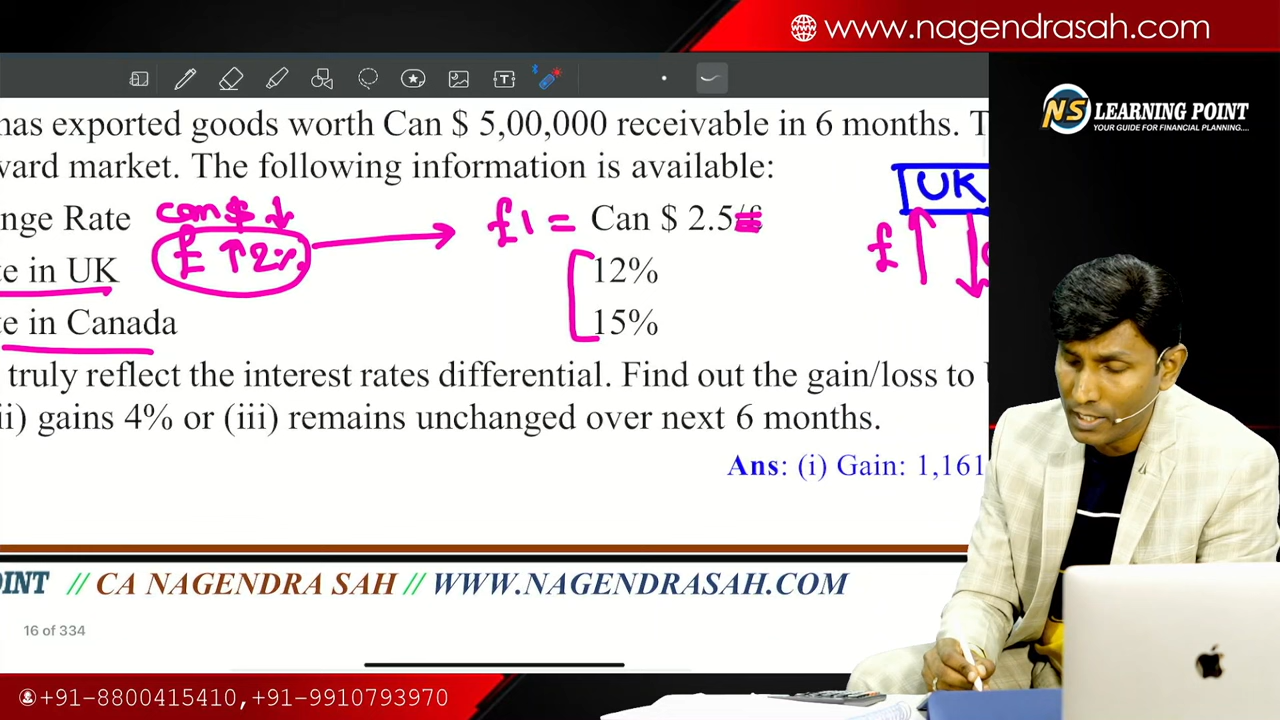 www.nagendrasah.com
NS LEARNING POINT
YOUR GUIDE FOR FINANCIAL PLANNING....
has exported goods worth Can $ 5,00,000 receivable in 6 months. T
ward market. The following information is available:
UK
nge Rate can $ ↓ £1 = Can $ 2.5/£
£ ↑ 2%
£
te in UK 12%
te in Canada 15%
truly reflect the interest rates differential. Find out the gain/loss to U
ii) gains 4% or (iii) remains unchanged over next 6 months.
Ans: (i) Gain: 1,161
OINT // CA NAGENDRA SAH // WWW.NAGENDRASAH.COM
16 of 334
+91-8800415410,+91-9910793970